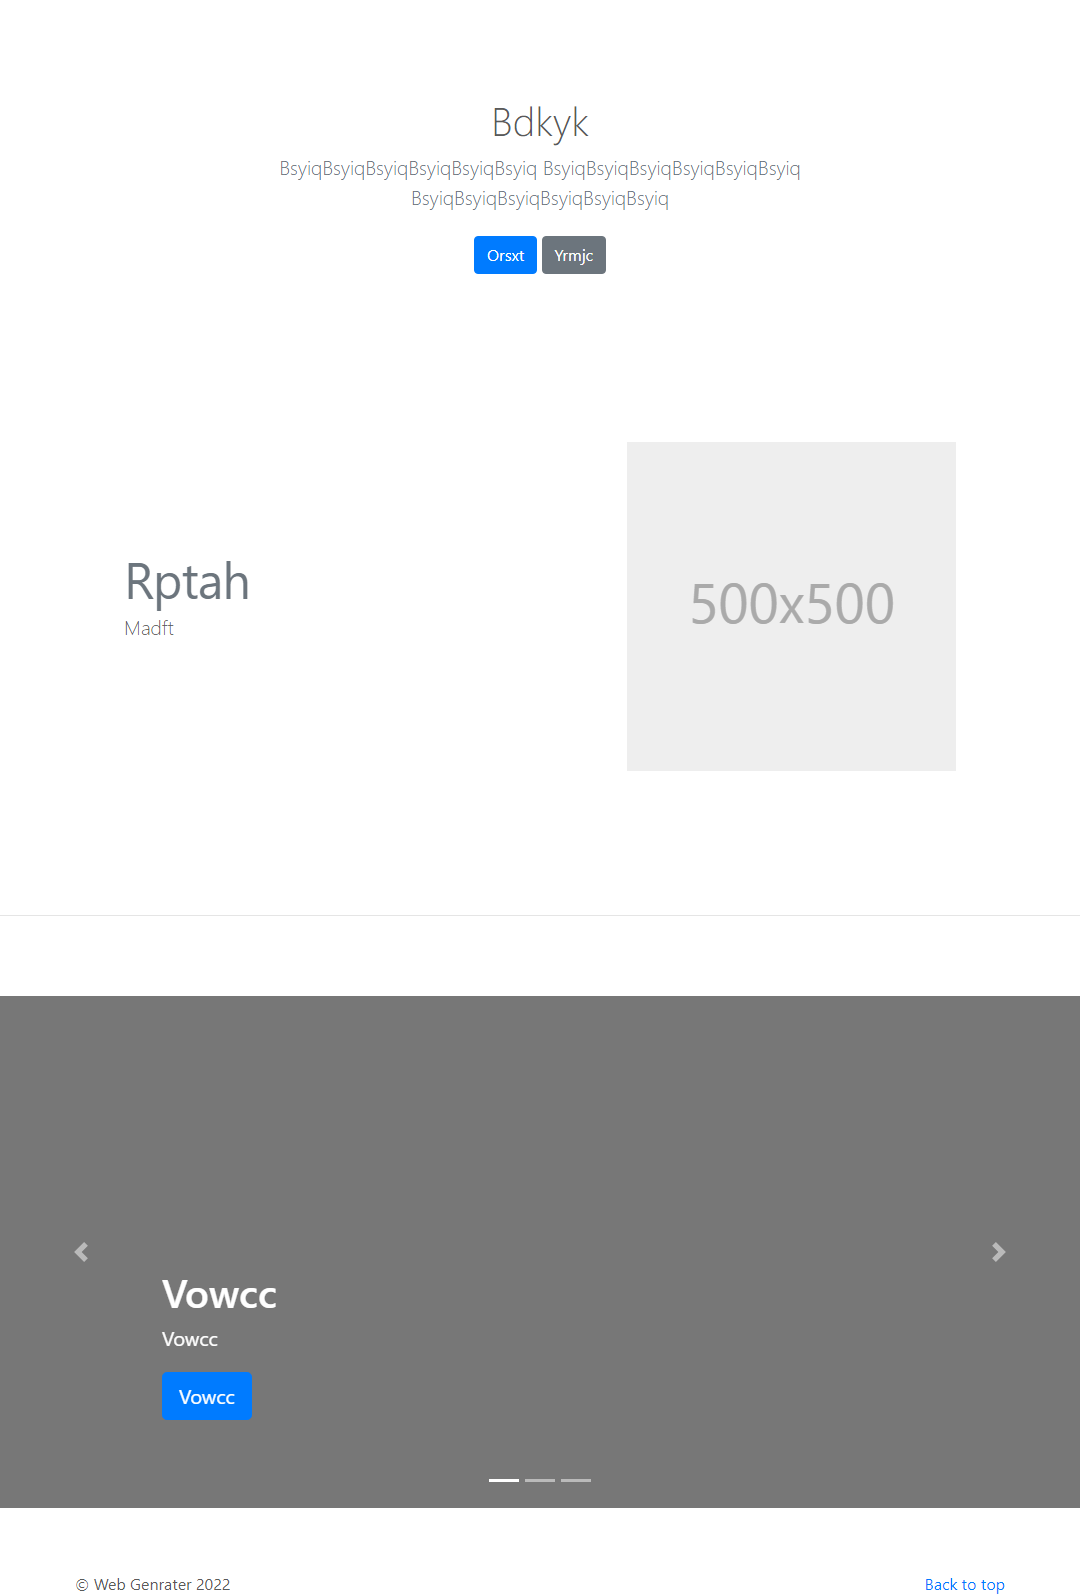 Bdkyk
BsyiqBsyiqBsyiqBsyiqBsyiqBsyiq BsyiqBsyiqBsyiqBsyiqBsyiqBsyiq
BsyiqBsyiqBsyiqBsyiqBsyiqBsyiq
Orsxt Yrmjc
Rptah
Madft
500x500
Vowcc
Vowcc
Vowcc
© Web Genrater 2022 Back to top